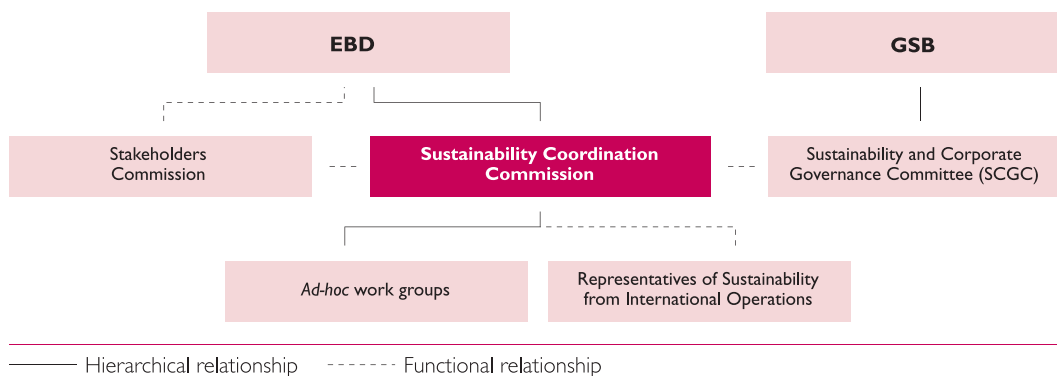 EBD
GSB
Stakeholders
Commission
Sustainability Coordination
Commission
Sustainability and Corporate
Governance Committee (SCGC)
Ad-hoc work groups
Representatives of Sustainability
from International Operations
Hierarchical relationship
Functional relationship